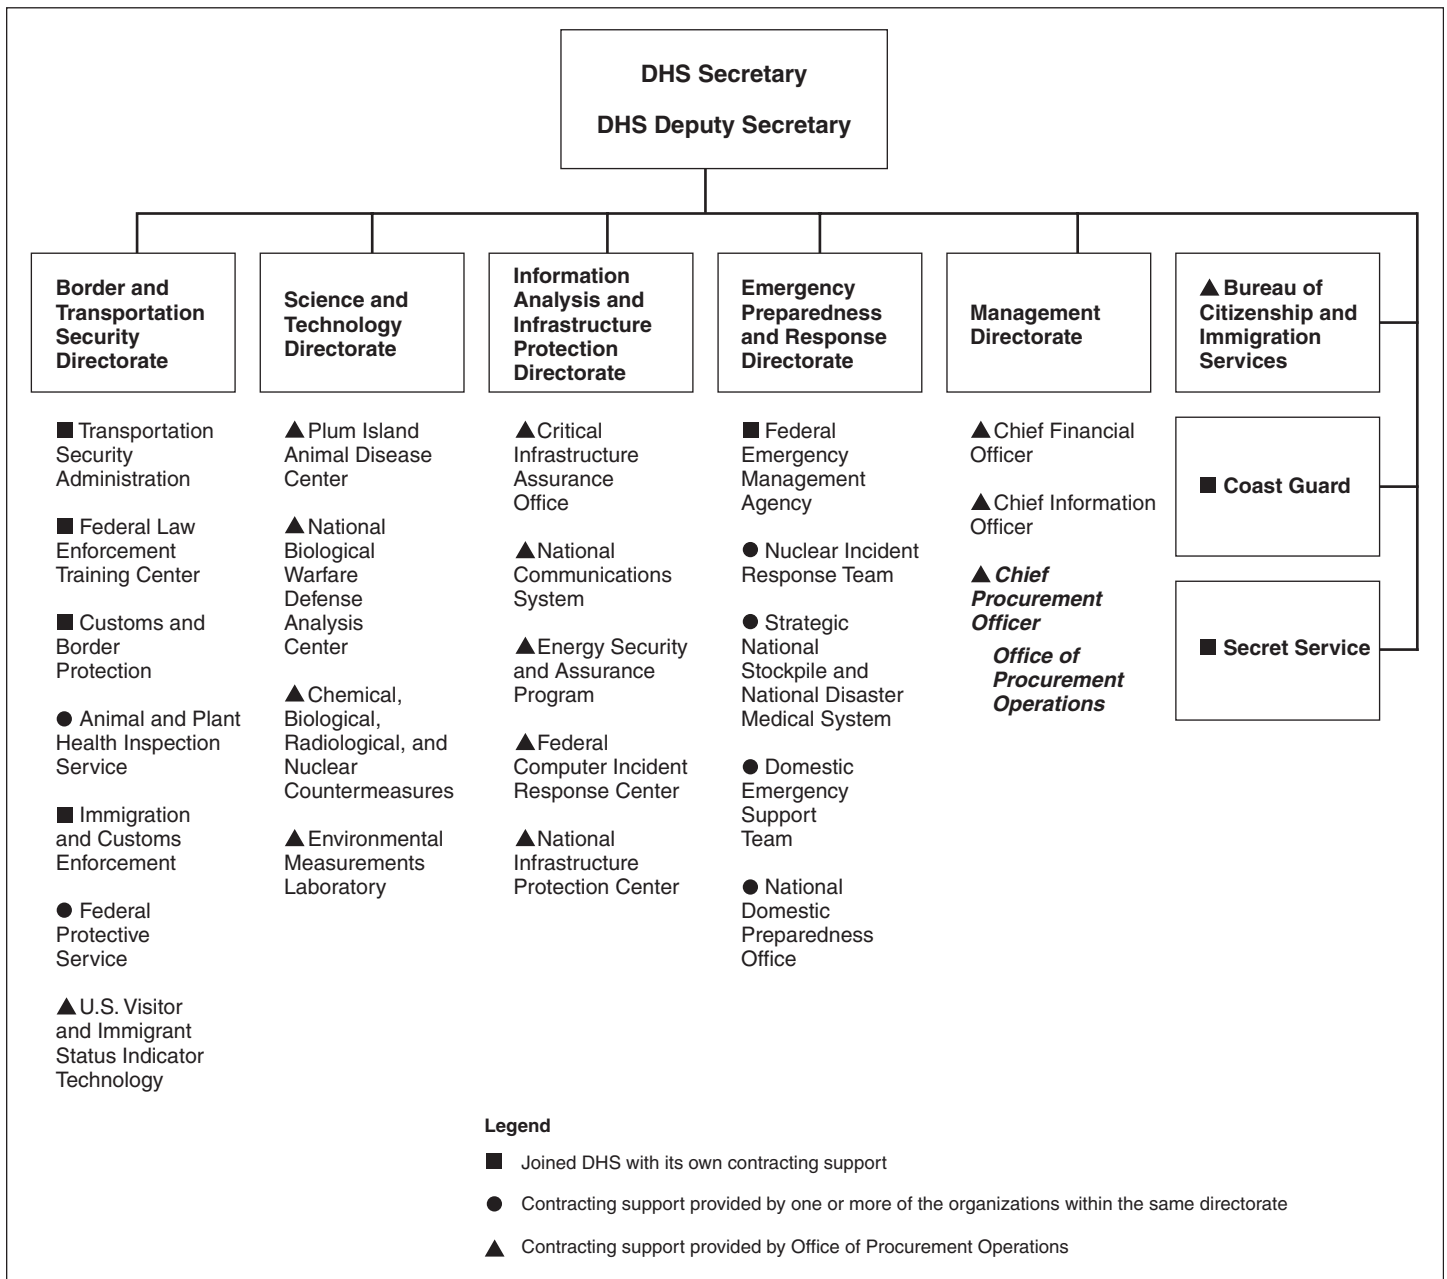 DHS Secretary
DHS Deputy Secretary
Border and
Transportation
Security
Directorate
■ Transportation
Security
Administration
■ Federal Law
Enforcement
Training Center
■ Customs and
Border
Protection
● Animal and Plant
Health Inspection
Service
■ Immigration
and Customs
Enforcement
● Federal
Protective
Service
▲ U.S. Visitor
and Immigrant
Status Indicator
Technology
Science and
Technology
Directorate
▲ Plum Island
Animal Disease
Center
▲ National
Biological
Warfare
Defense
Analysis
Center
▲ Chemical,
Biological,
Radiological, and
Nuclear
Countermeasures
▲ Environmental
Measurements
Laboratory
Information
Analysis and
Infrastructure
Protection
Directorate
▲ Critical
Infrastructure
Assurance
Office
▲ National
Communications
System
▲ Energy Security
and Assurance
Program
▲ Federal
Computer Incident
Response Center
▲ National
Infrastructure
Protection Center
Emergency
Preparedness
and Response
Directorate
■ Federal
Emergency
Management
Agency
● Nuclear Incident
Response Team
● Strategic
National
Stockpile and
National Disaster
Medical System
● Domestic
Emergency
Support
Team
● National
Domestic
Preparedness
Office
Management
Directorate
▲ Chief Financial
Officer
▲ Chief Information
Officer
▲ Chief
Procurement
Officer
Office of
Procurement
Operations
▲ Bureau of
Citizenship and
Immigration
Services
■ Coast Guard
■ Secret Service
Legend
■ Joined DHS with its own contracting support
● Contracting support provided by one or more of the organizations within the same directorate
▲ Contracting support provided by Office of Procurement Operations